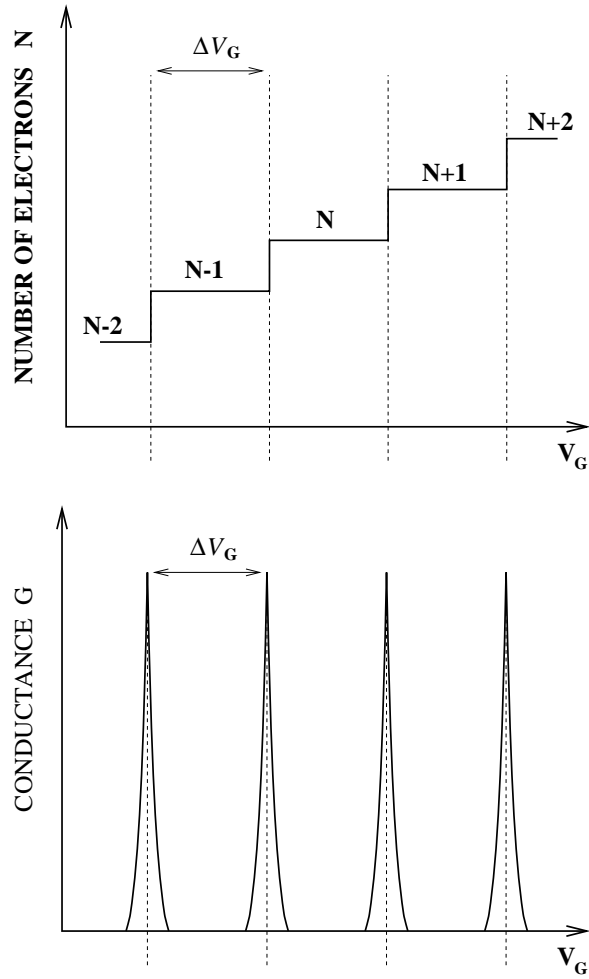 NUMBER OF ELECTRONS N
ΔV_G
N-2
N-1
N
N+1
N+2
V_G
CONDUCTANCE G
ΔV_G
V_G